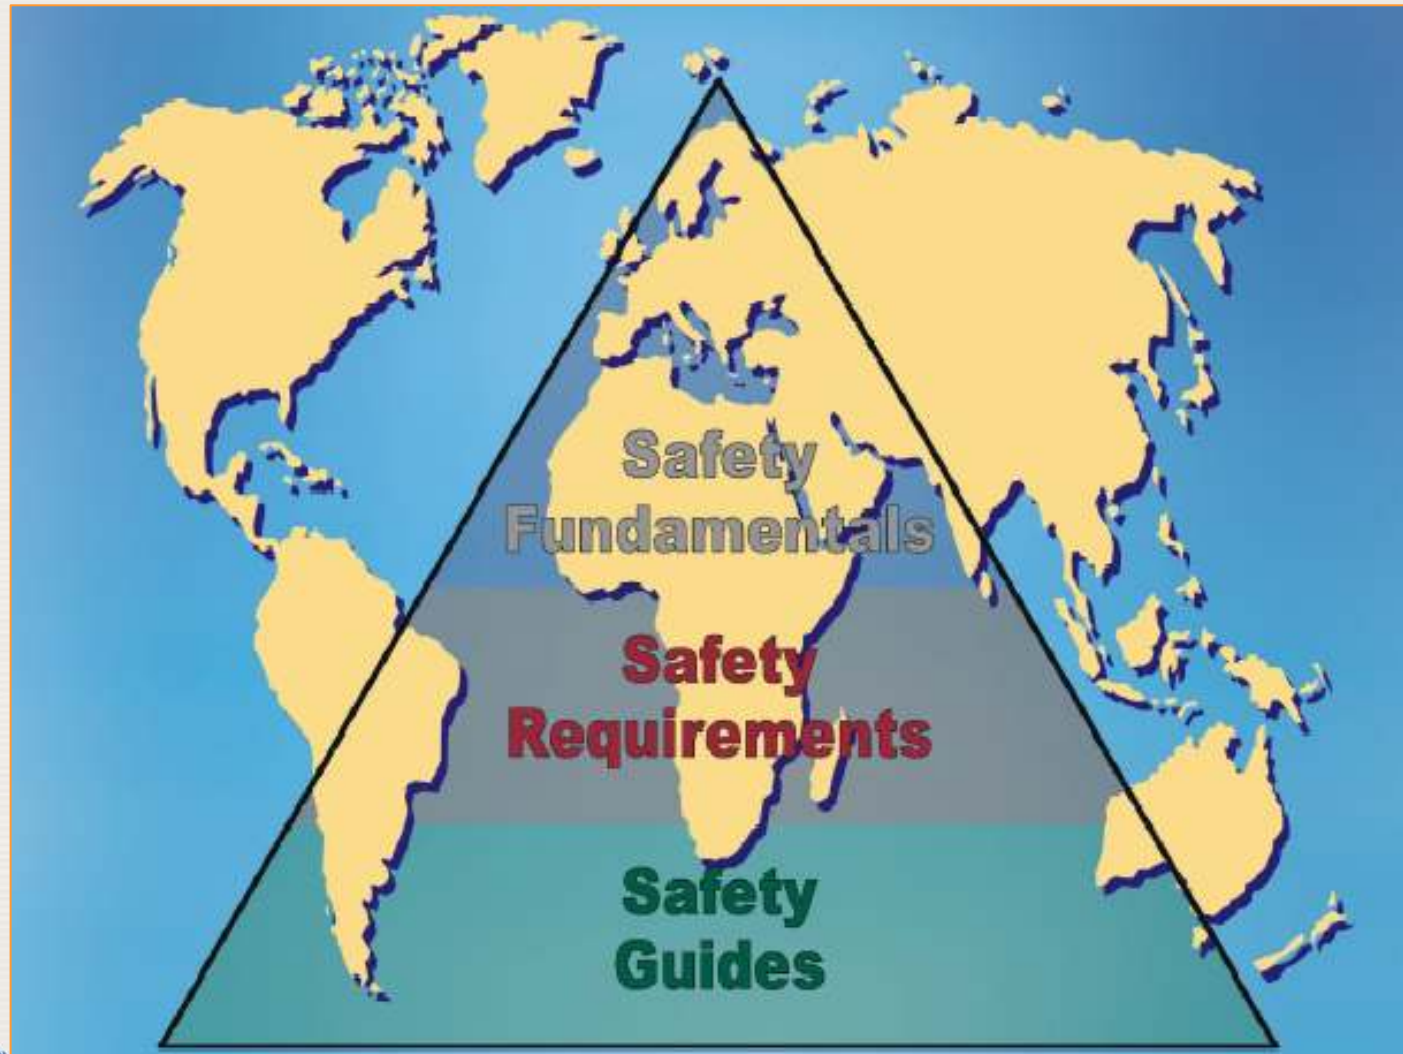 Safety
Fundamentals
Safety
Requirements
Safety
Guides